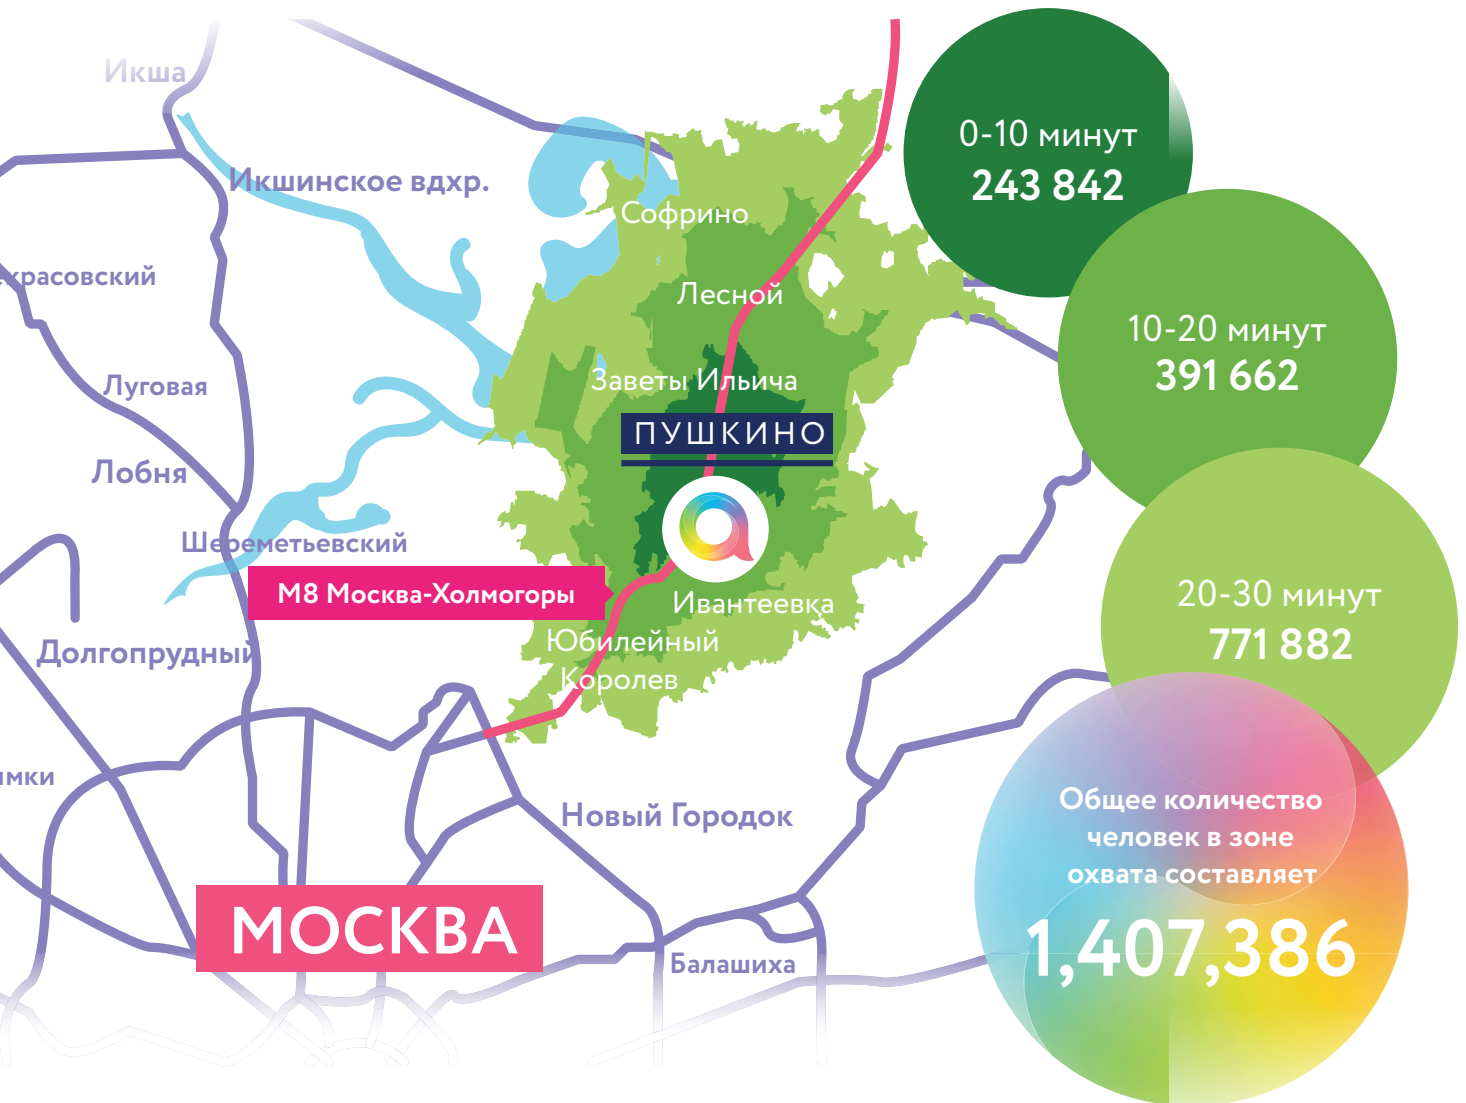 Икша
Икшинское вдхр.
Софрино
красовский
Лесной
Луговая
Заветы Ильича
ПУШКИНО
Лобня
Шереметьевский
М8 Москва-Холмогоры
Ивантеевка
Юбилейный
Долгопрудный
Королев
мки
Новый Городок
МОСКВА
Балашиха
0-10 минут
243 842
10-20 минут
391 662
20-30 минут
771 882
Общее количество
человек в зоне
охвата составляет
1,407,386